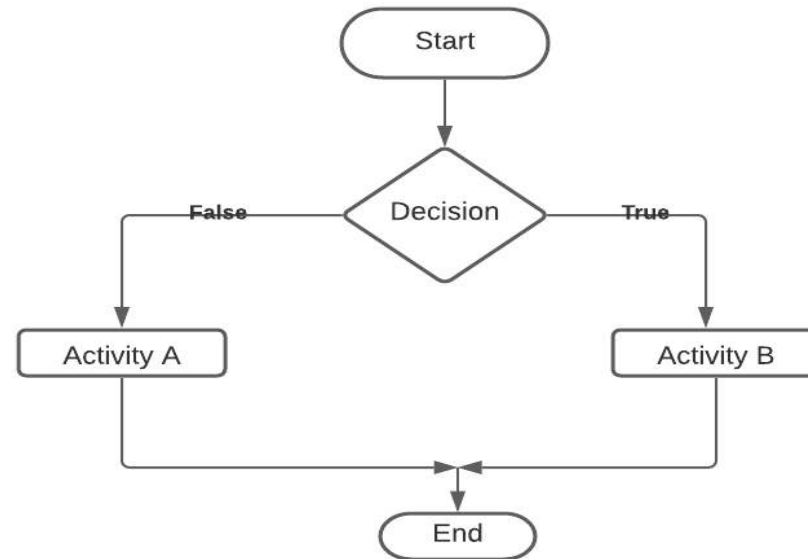 Start
Decision
False
True
Activity A
Activity B
End